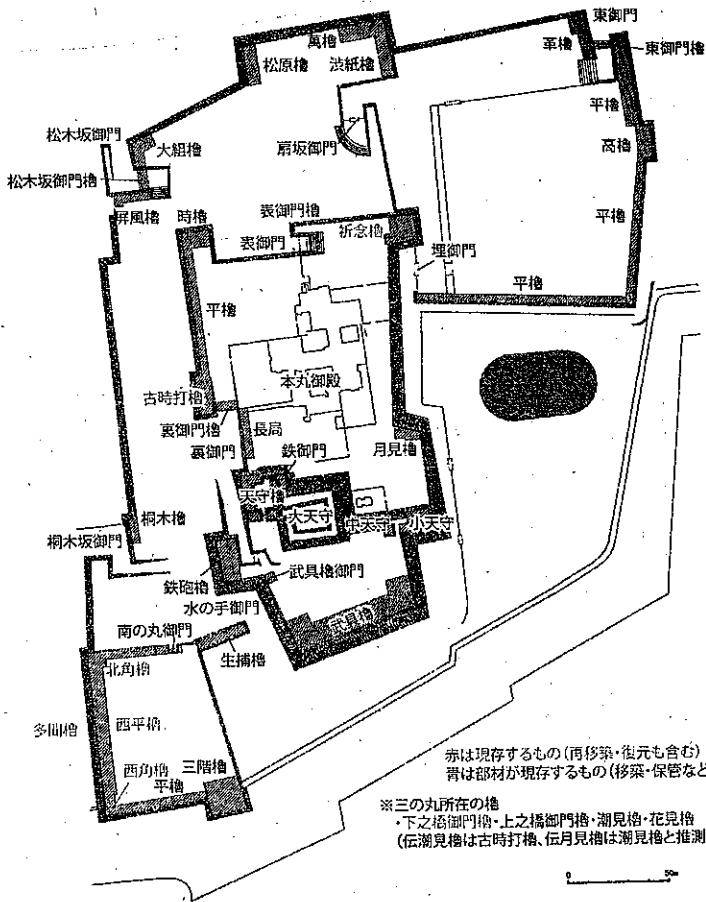 東御門
萬櫓
革櫓
東御門櫓
松原櫓
渋紙櫓
平櫓
松木坂御門
大組櫓
扇坂御門
高櫓
松木坂御門櫓
屏風櫓
時櫓
表御門櫓
平櫓
表御門
祈念櫓
埋御門
平櫓
平櫓
本丸御殿
古時打櫓
裏御門櫓
長局
裏御門
鉄御門
月見櫓
天守櫓
大天守
中天守
小天守
桐木櫓
桐木坂御門
鉄砲櫓
武具櫓御門
水の手御門
武具櫓
南の丸御門
生捕櫓
北角櫓
多聞櫓
西平櫓
三階櫓
西角櫓
平櫓
赤は現存するもの(再移築・復元も含む)
青は部材が現存するもの(移築・保管など
※三の丸所在の櫓
・下之橋御門櫓・上之橋御門櫓・潮見櫓・花見櫓
(伝潮見櫓は古時打櫓、伝月見櫓は潮見櫓と推測
0 50m